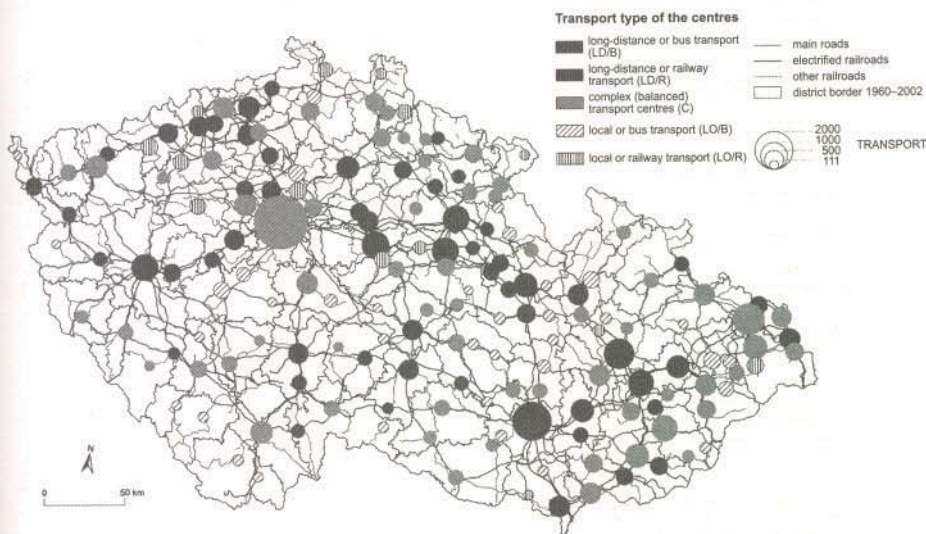 Transport type of the centres
long-distance or bus transport
(LD/B)
long-distance or railway
transport (LD/R)
complex (balanced)
transport centres (C)
local or bus transport (LO/B)
local or railway transport (LO/R)
main roads
electrified railroads
other railroads
district border 1960–2002
2000
1000
500
111
TRANSPORT
N
0 50 km